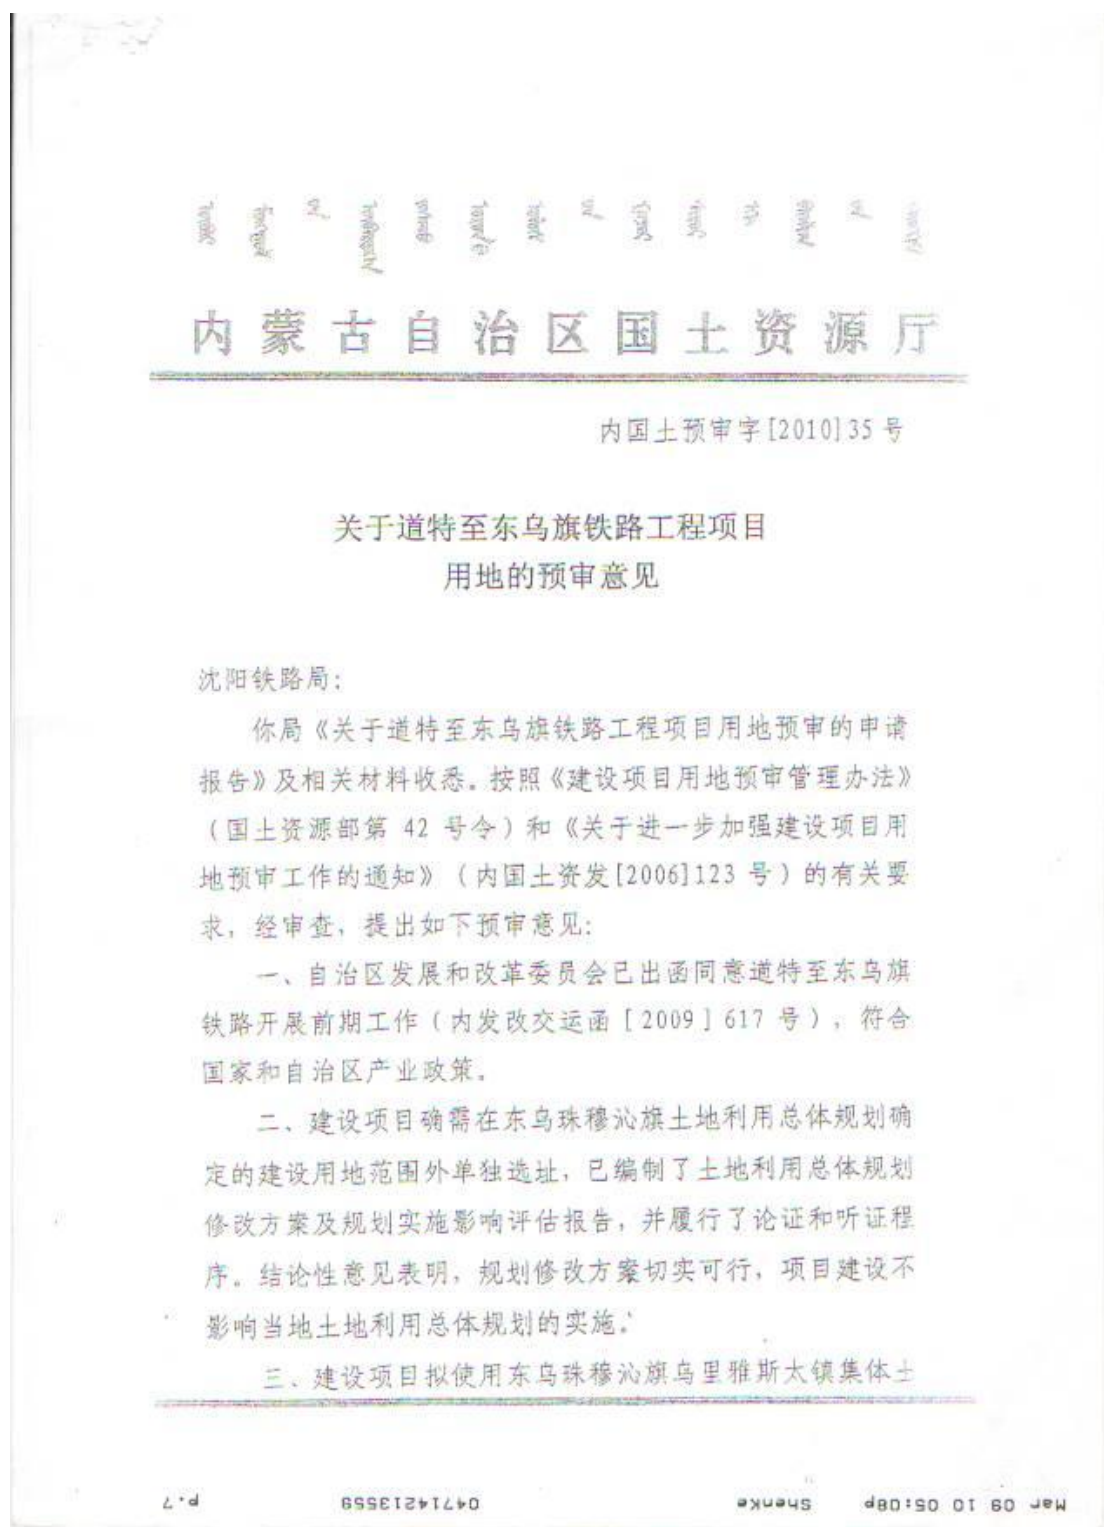 内蒙古自治区国土资源厅
内国土预审字[2010]35 号
关于道特至东乌旗铁路工程项目
用地的预审意见
沈阳铁路局：
你局《关于道特至东乌旗铁路工程项目用地预审的申请
报告》及相关材料收悉。按照《建设项目用地预审管理办法》
（国土资源部第 42 号令）和《关于进一步加强建设项目用
地预审工作的通知》（内国土资发[2006]123 号）的有关要
求，经审查，提出如下预审意见：
一、自治区发展和改革委员会已出函同意道特至东乌旗
铁路开展前期工作（内发改交运函［2009］617 号），符合
国家和自治区产业政策。
二、建设项目确需在东乌珠穆沁旗土地利用总体规划确
定的建设用地范围外单独选址，已编制了土地利用总体规划
修改方案及规划实施影响评估报告，并履行了论证和听证程
序。结论性意见表明，规划修改方案切实可行，项目建设不
影响当地土地利用总体规划的实施。
三、建设项目拟使用东乌珠穆沁旗乌里雅斯太镇集体土
Mar 09 10 05:08p Shenke 04714213559 p.7